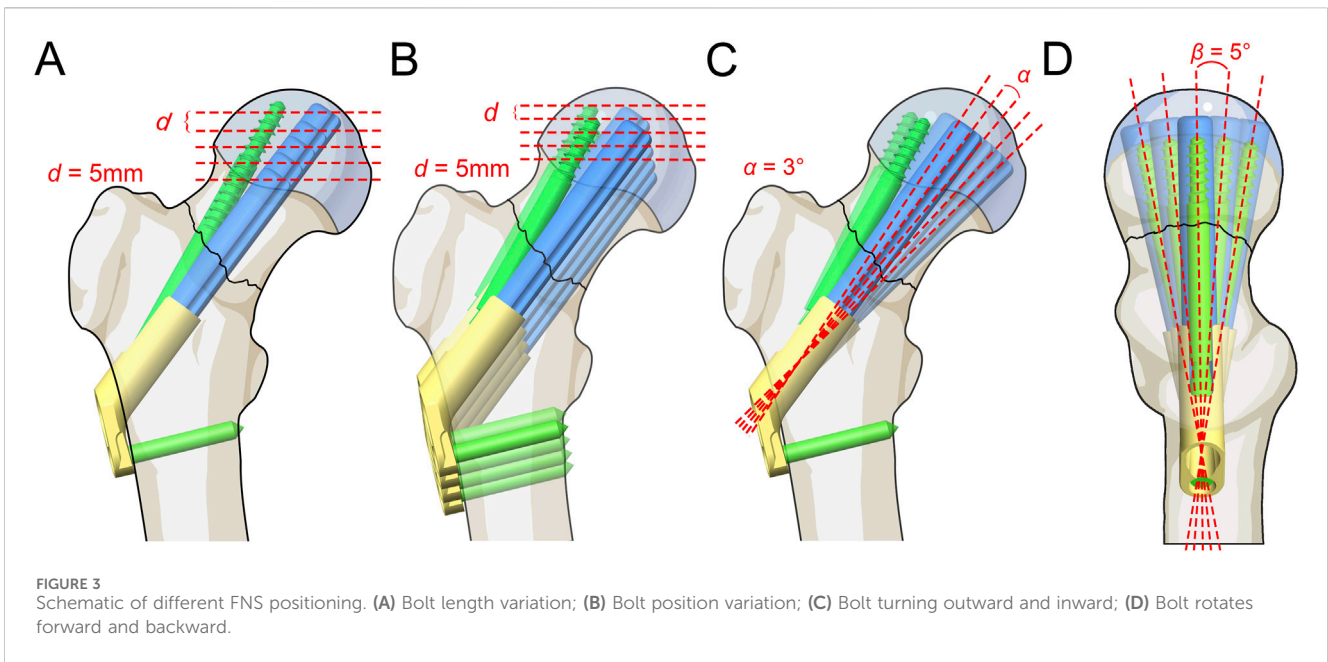 A
B
C
D
d
d = 5mm
d
d = 5mm
α
α = 3°
β = 5°
FIGURE 3
Schematic of different FNS positioning. (A) Bolt length variation; (B) Bolt position variation; (C) Bolt turning outward and inward; (D) Bolt rotates
forward and backward.